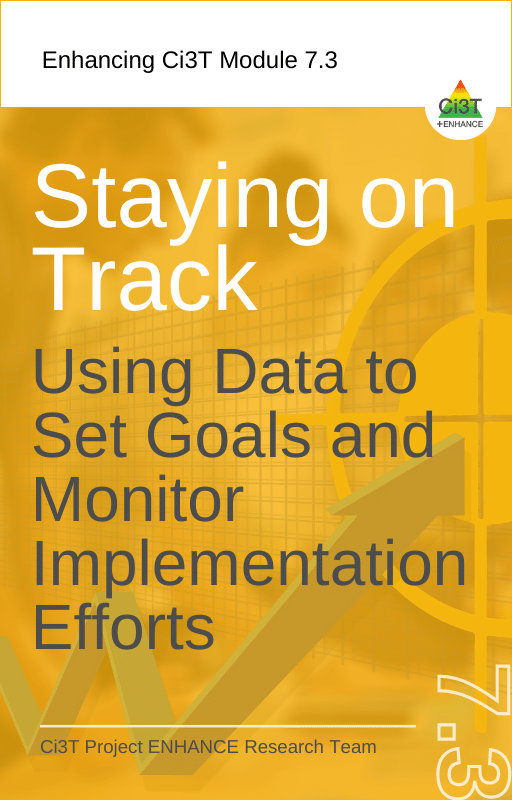 Enhancing Ci3T Module 7.3
Ci3T
+ENHANCE
Staying on
Track
Using Data to
Set Goals and
Monitor
Implementation
Efforts
Ci3T Project ENHANCE Research Team
7.3